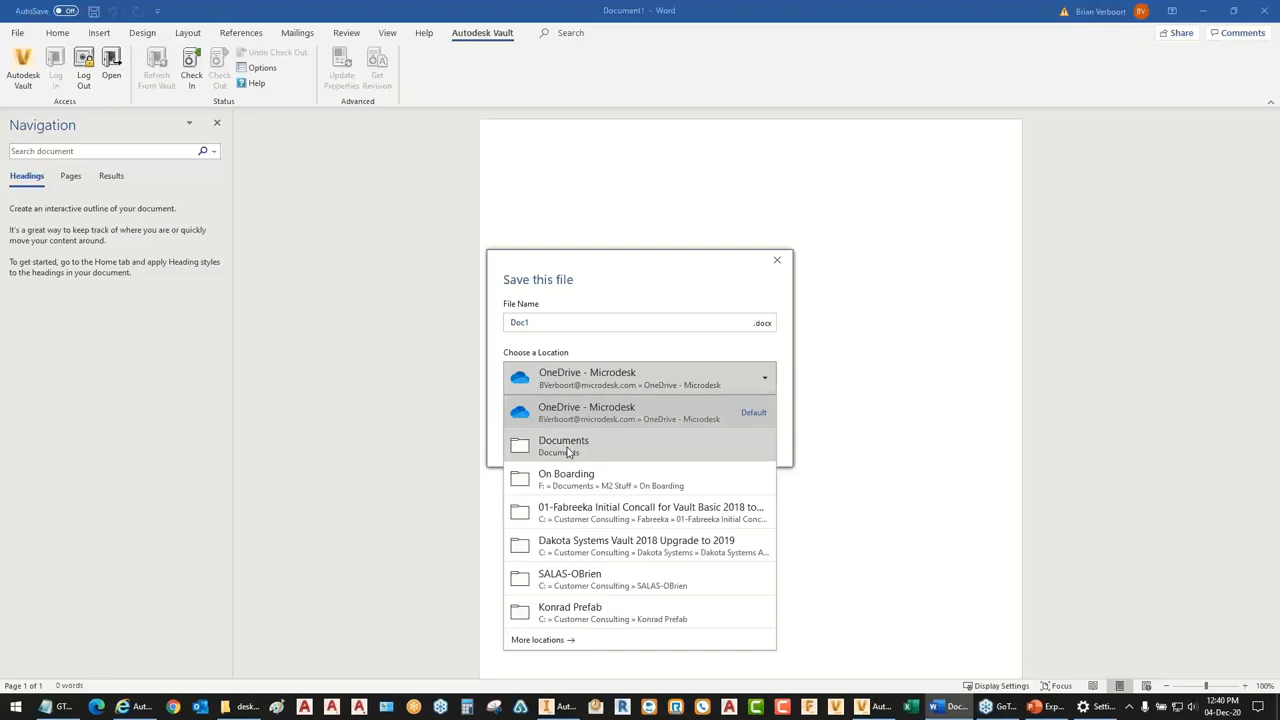 AutoSave Off
Document1 - Word
Brian Verboort BV
File Home Insert Design Layout References Mailings Review View Help Autodesk Vault Search
Share Comments
Autodesk Vault
Log In
Log Out
Open
Refresh From Vault
Check In
Check Out
Undo Check Out
Options
Help
Update Properties
Get Revision
Access Status Advanced
Navigation
Search document
Headings Pages Results
Create an interactive outline of your document.
It's a great way to keep track of where you are or quickly
move your content around.
To get started, go to the Home tab and apply Heading styles
to the headings in your document.
Save this file
File Name
Doc1 .docx
Choose a Location
OneDrive - Microdesk
BVerboort@microdesk.com » OneDrive - Microdesk
OneDrive - Microdesk Default
BVerboort@microdesk.com » OneDrive - Microdesk
Documents
Documents
On Boarding
F: » Documents » M2 Stuff » On Boarding
01-Fabreeka Initial Concall for Vault Basic 2018 to...
C: » Customer Consulting » Fabreeka » 01-Fabreeka Initial Conc...
Dakota Systems Vault 2018 Upgrade to 2019
C: » Customer Consulting » Dakota Systems » Dakota Systems A...
SALAS-OBrien
C: » Customer Consulting » SALAS-OBrien
Konrad Prefab
C: » Customer Consulting » Konrad Prefab
More locations →
Page 1 of 1 0 words
Display Settings Focus 100%
GT... Aut... desk... Aut... Aut... Doc... GoT... Exp... Setti...
12:40 PM
04-Dec-20